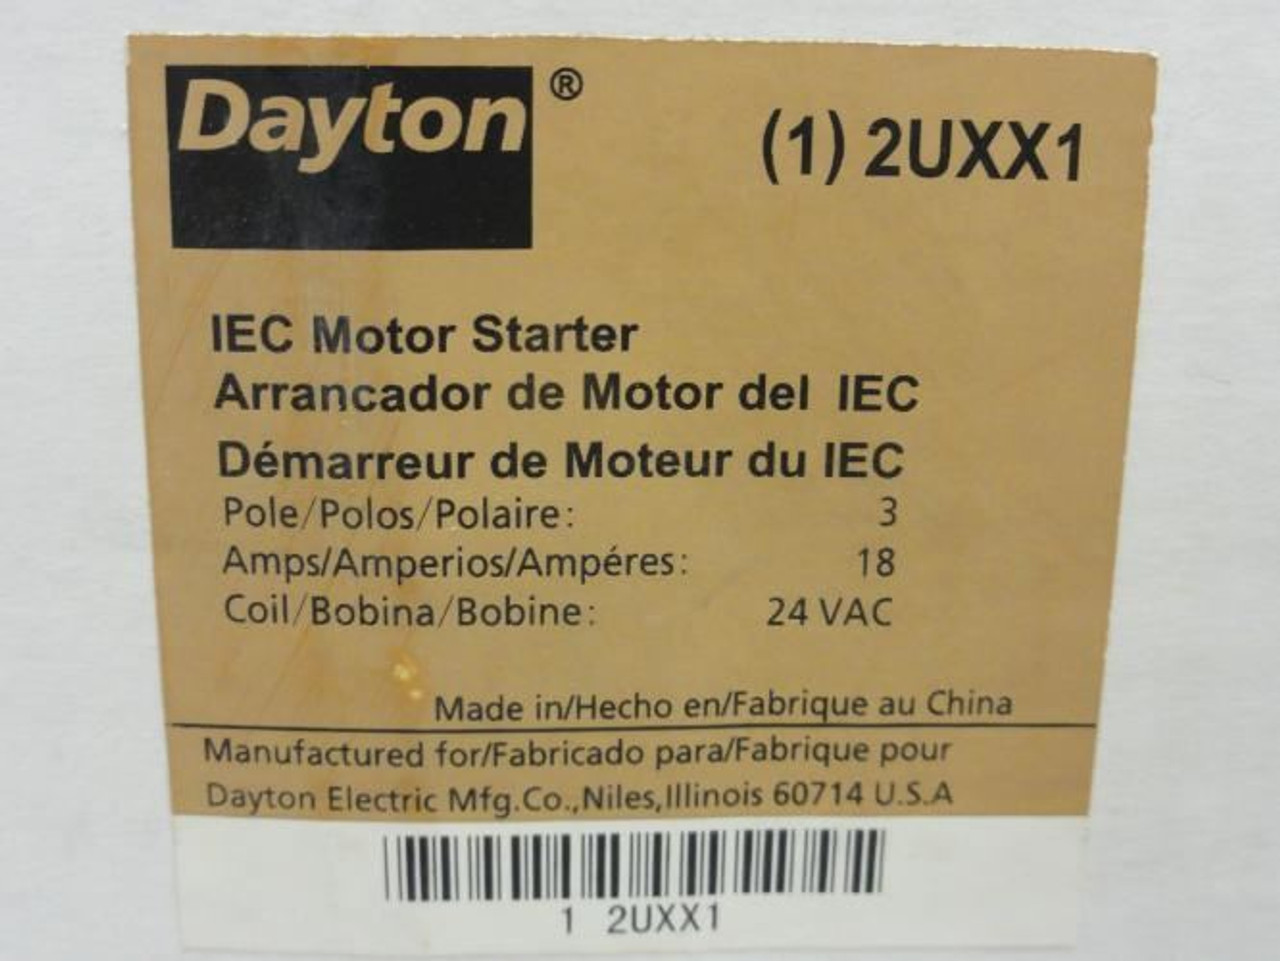 Dayton ®
(1) 2UXX1
IEC Motor Starter
Arrancador de Motor del IEC
Démarreur de Moteur du IEC
Pole/Polos/Polaire: 3
Amps/Amperios/Ampéres: 18
Coil/Bobina/Bobine: 24 VAC
Made in/Hecho en/Fabrique au China
Manufactured for/Fabricado para/Fabrique pour
Dayton Electric Mfg.Co.,Niles,Illinois 60714 U.S.A
1 2UXX1